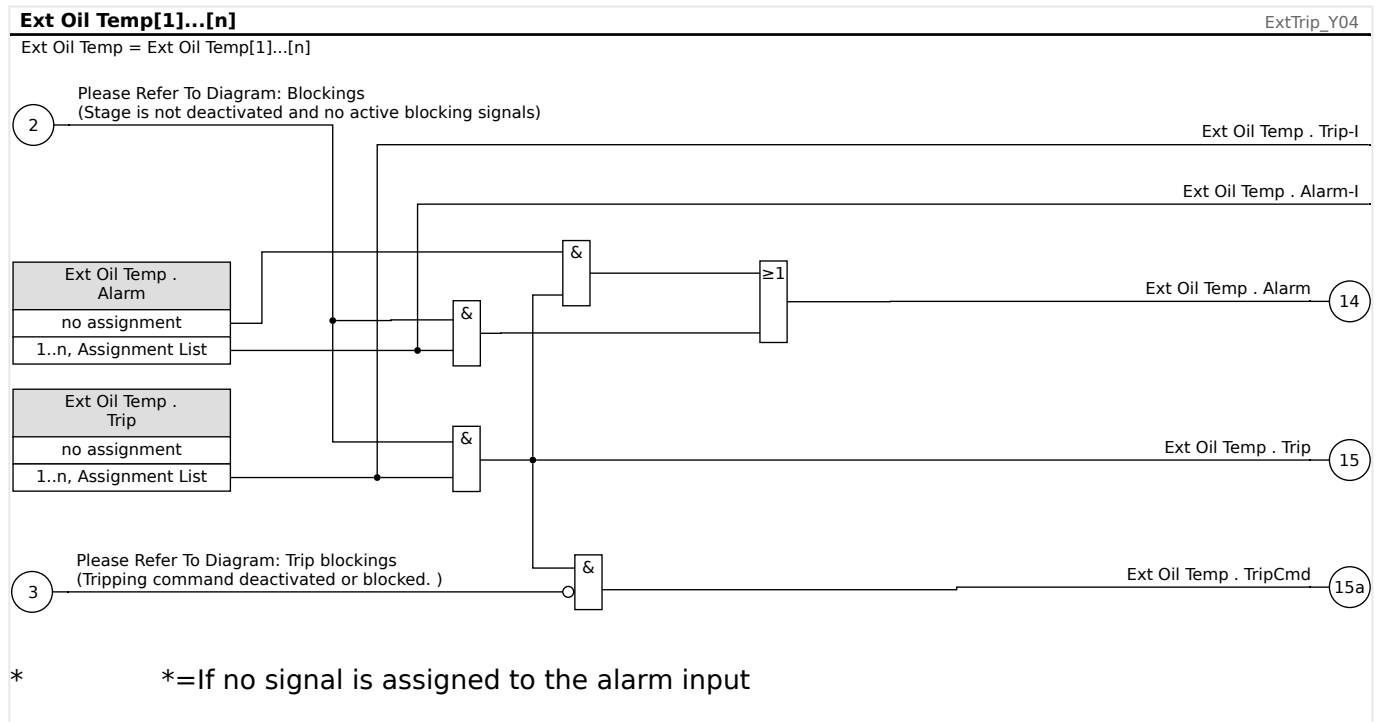 Ext Oil Temp[1]...[n]
ExtTrip_Y04
Ext Oil Temp = Ext Oil Temp[1]...[n]
Please Refer To Diagram: Blockings
(Stage is not deactivated and no active blocking signals)
2
Ext Oil Temp . Trip-I
Ext Oil Temp . Alarm-I
&
Ext Oil Temp .
Alarm
no assignment
1..n, Assignment List
&
≥1
Ext Oil Temp . Alarm
14
Ext Oil Temp .
Trip
no assignment
1..n, Assignment List
&
Ext Oil Temp . Trip
15
Please Refer To Diagram: Trip blockings
(Tripping command deactivated or blocked. )
3
&
Ext Oil Temp . TripCmd
15a
* *=If no signal is assigned to the alarm input